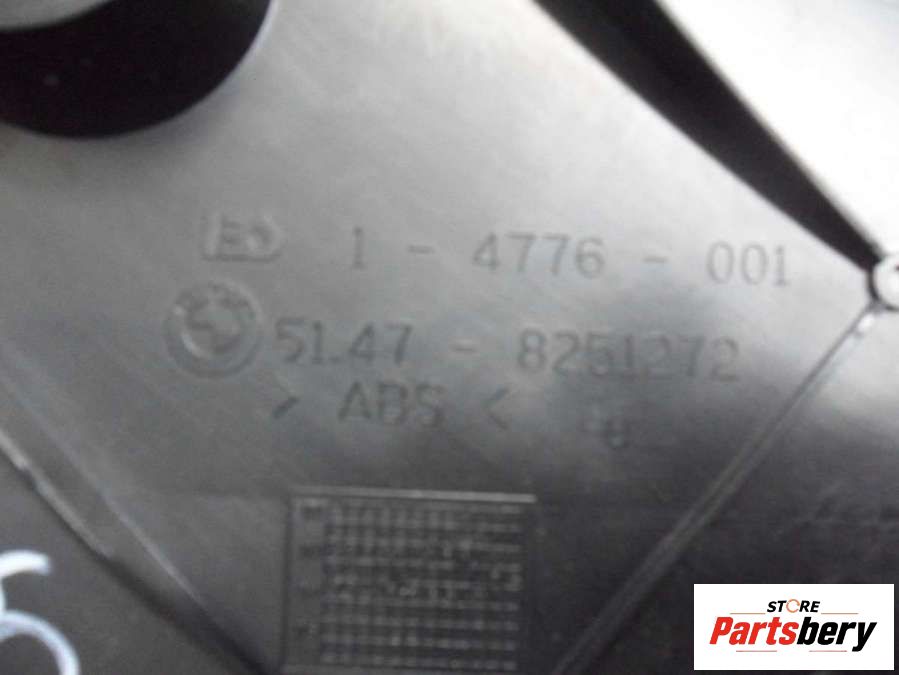 1 - 4776 - 001
51.47 - 8251272
> ABS <
STORE
Partsbery